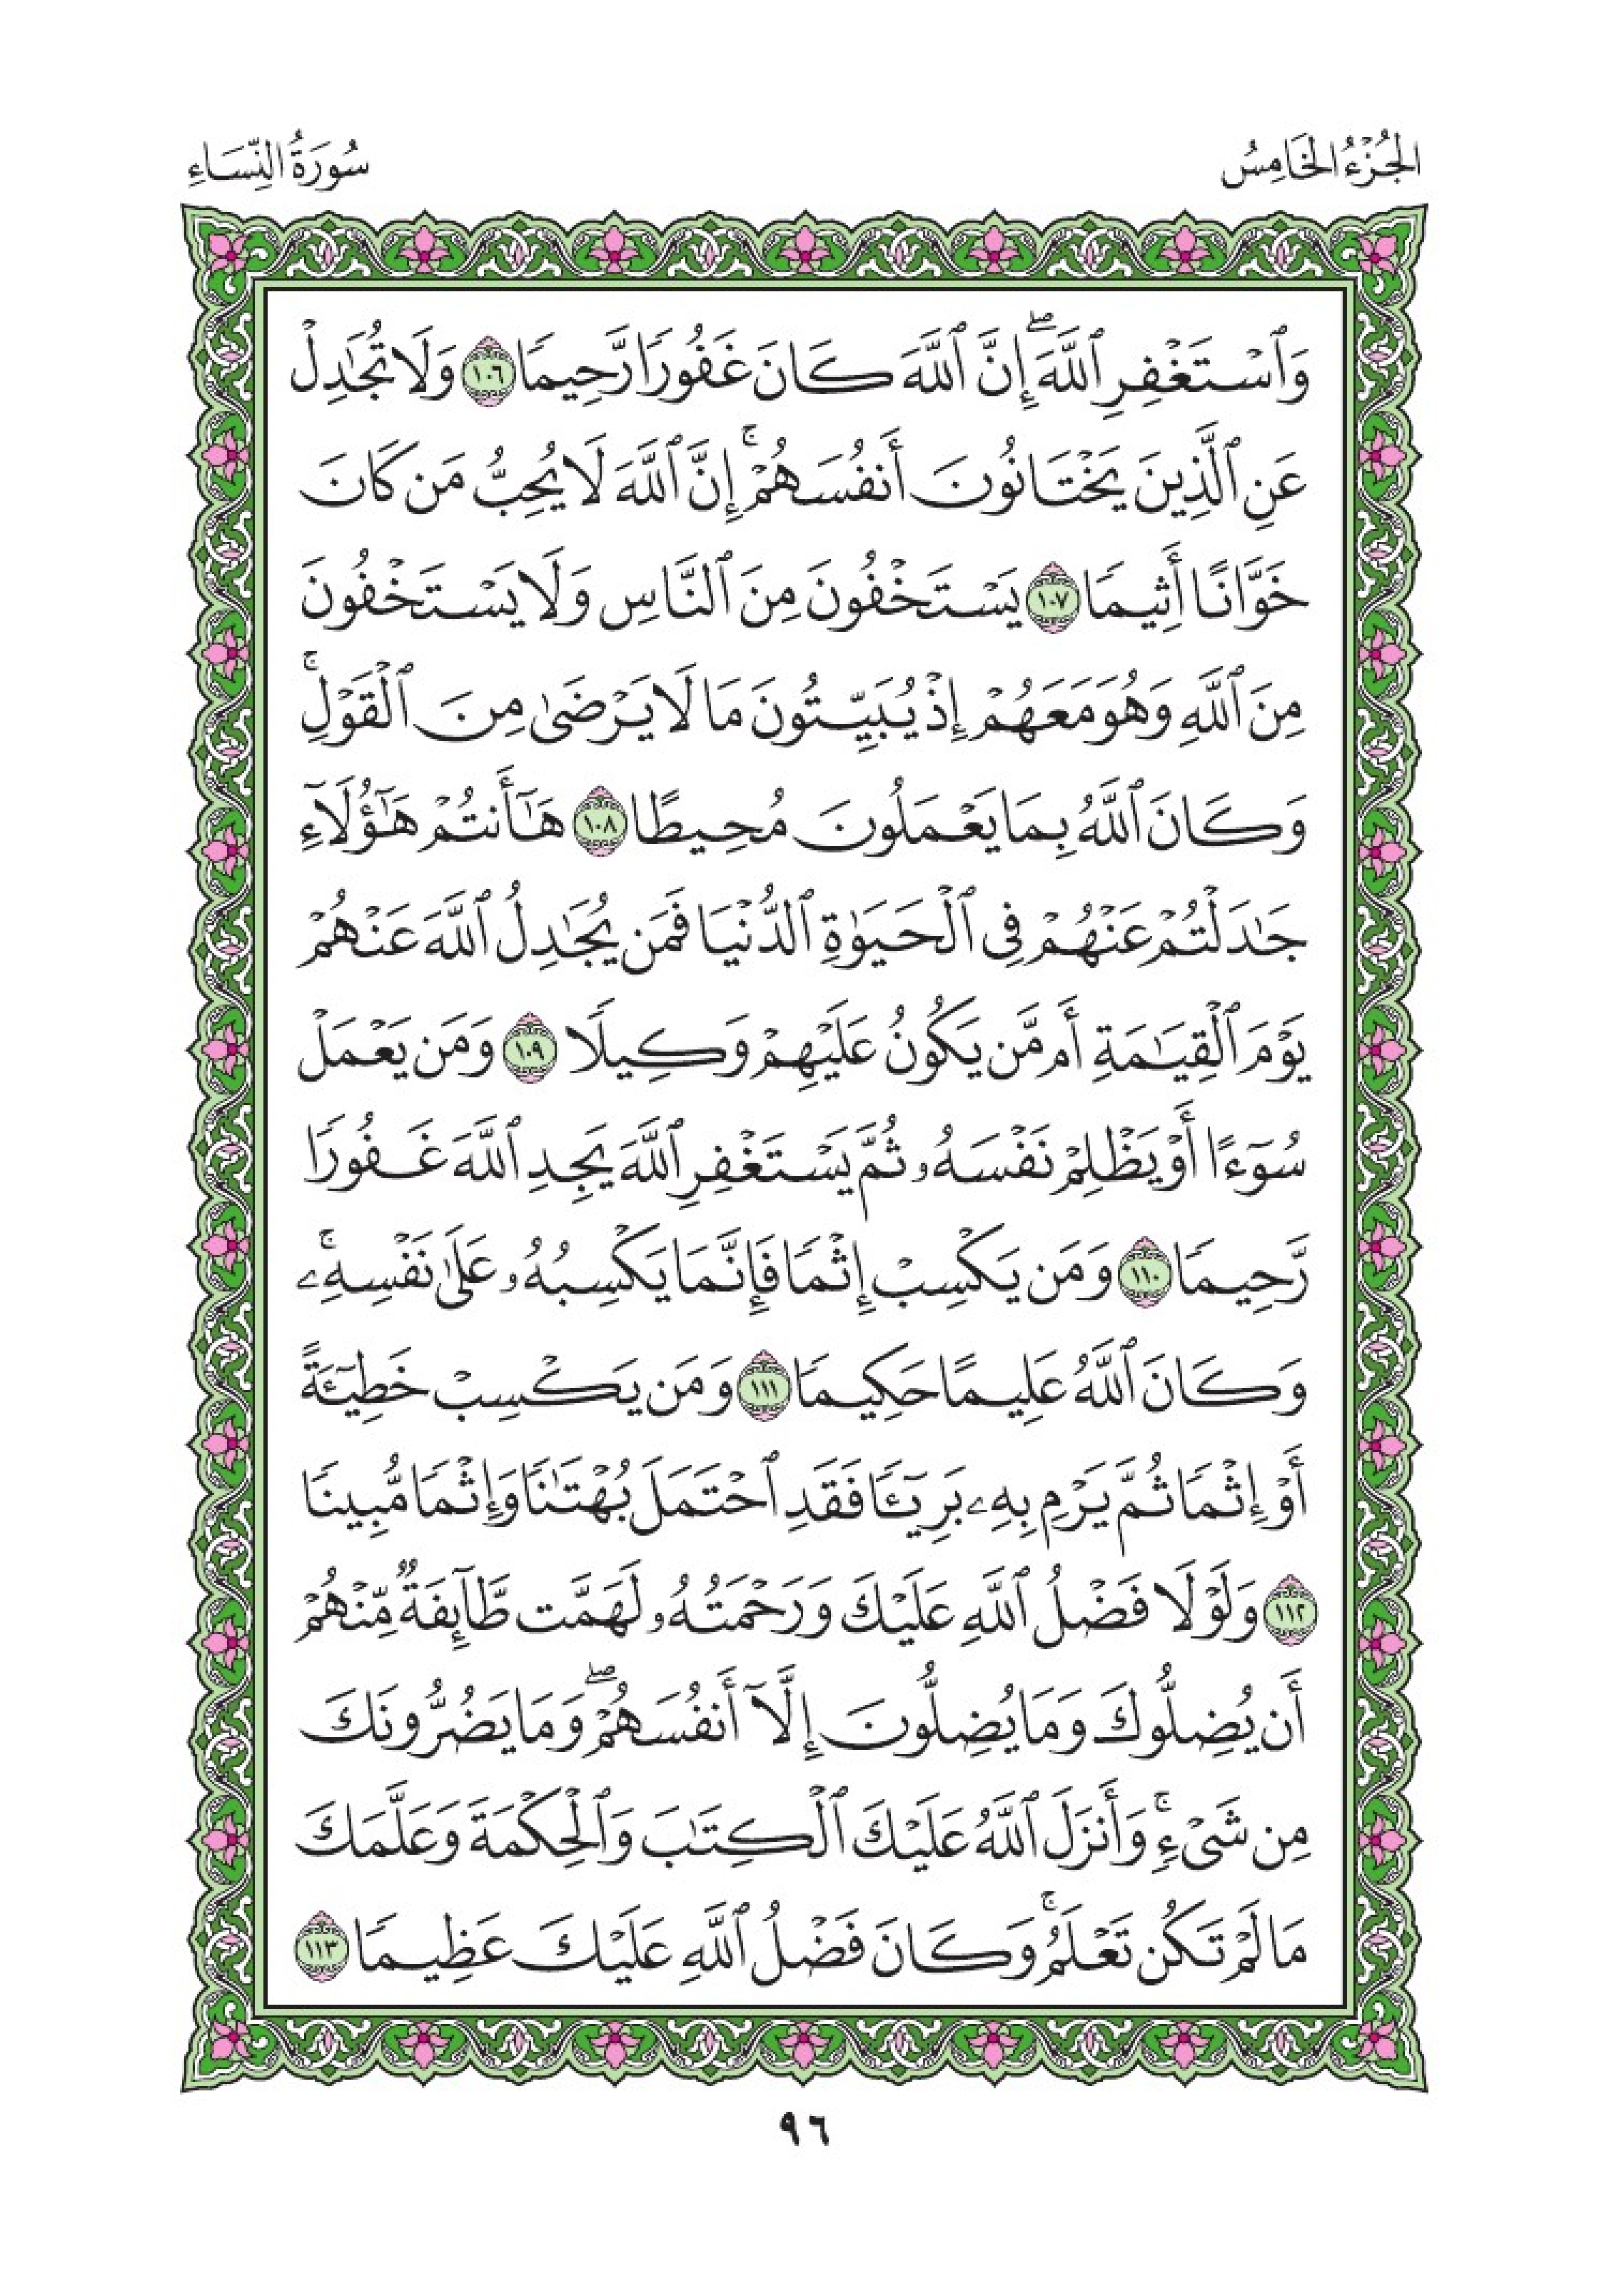 الجُزْءُ الخَامِسُ
سُورَةُ النِّسَاءِ
وَٱسْتَغْفِرِ ٱللَّهَۖ إِنَّ ٱللَّهَ كَانَ غَفُورًا رَّحِيمًا ١٠٦ وَلَا تُجَٰدِلْ
عَنِ ٱلَّذِينَ يَخْتَانُونَ أَنفُسَهُمْۚ إِنَّ ٱللَّهَ لَا يُحِبُّ مَن كَانَ
خَوَّانًا أَثِيمًا ١٠٧ يَسْتَخْفُونَ مِنَ ٱلنَّاسِ وَلَا يَسْتَخْفُونَ
مِنَ ٱللَّهِ وَهُوَ مَعَهُمْ إِذْ يُبَيِّتُونَ مَا لَا يَرْضَىٰ مِنَ ٱلْقَوْلِۚ
وَكَانَ ٱللَّهُ بِمَا يَعْمَلُونَ مُحِيطًا ١٠٨ هَٰٓأَنتُمْ هَٰٓؤُلَآءِ
جَٰدَلْتُمْ عَنْهُمْ فِى ٱلْحَيَوٰةِ ٱلدُّنْيَا فَمَن يُجَٰدِلُ ٱللَّهَ عَنْهُمْ
يَوْمَ ٱلْقِيَٰمَةِ أَم مَّن يَكُونُ عَلَيْهِمْ وَكِيلًا ١٠٩ وَمَن يَعْمَلْ
سُوٓءًا أَوْ يَظْلِمْ نَفْسَهُۥ ثُمَّ يَسْتَغْفِرِ ٱللَّهَ يَجِدِ ٱللَّهَ غَفُورًا
رَّحِيمًا ١١٠ وَمَن يَكْسِبْ إِثْمًا فَإِنَّمَا يَكْسِبُهُۥ عَلَىٰ نَفْسِهِۦۚ
وَكَانَ ٱللَّهُ عَلِيمًا حَكِيمًا ١١١ وَمَن يَكْسِبْ خَطِيٓـَٔةً
أَوْ إِثْمًا ثُمَّ يَرْمِ بِهِۦ بَرِيٓـًٔا فَقَدِ ٱحْتَمَلَ بُهْتَٰنًا وَإِثْمًا مُّبِينًا
١١٢ وَلَوْلَا فَضْلُ ٱللَّهِ عَلَيْكَ وَرَحْمَتُهُۥ لَهَمَّت طَّآئِفَةٌ مِّنْهُمْ
أَن يُضِلُّوكَ وَمَا يُضِلُّونَ إِلَّآ أَنفُسَهُمْۖ وَمَا يَضُرُّونَكَ
مِن شَىْءٍۚ وَأَنزَلَ ٱللَّهُ عَلَيْكَ ٱلْكِتَٰبَ وَٱلْحِكْمَةَ وَعَلَّمَكَ
مَا لَمْ تَكُن تَعْلَمُۚ وَكَانَ فَضْلُ ٱللَّهِ عَلَيْكَ عَظِيمًا ١١٣
٩٦